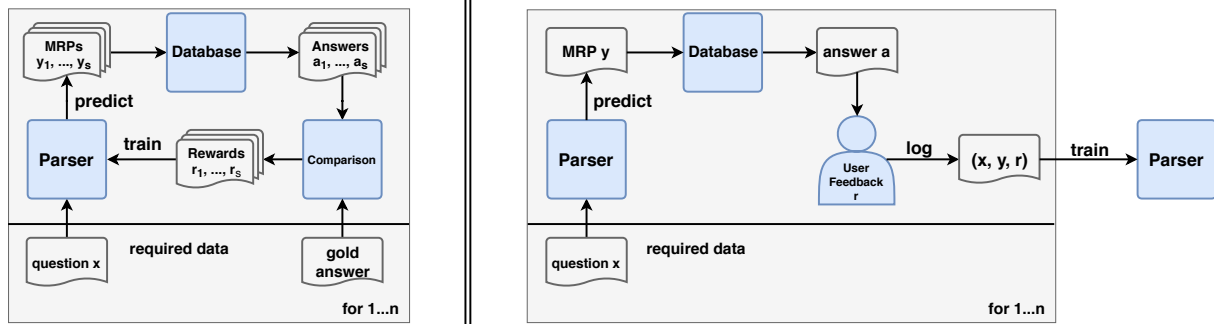 MRPs
y1, ..., ys
Database
Answers
a1, ..., as
predict
Parser
train
Rewards
r1, ..., rs
Comparison
required data
question x
gold
answer
for 1...n
MRP y
Database
answer a
predict
Parser
User
Feedback
r
log
(x, y, r)
train
Parser
required data
question x
for 1...n